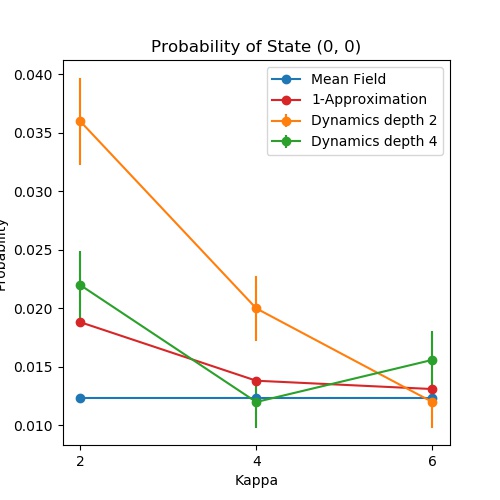 Probability of State (0, 0)
Mean Field
1-Approximation
Dynamics depth 2
Dynamics depth 4
0.040
0.035
0.030
0.025
0.020
0.015
0.010
Probability
2
4
6
Kappa